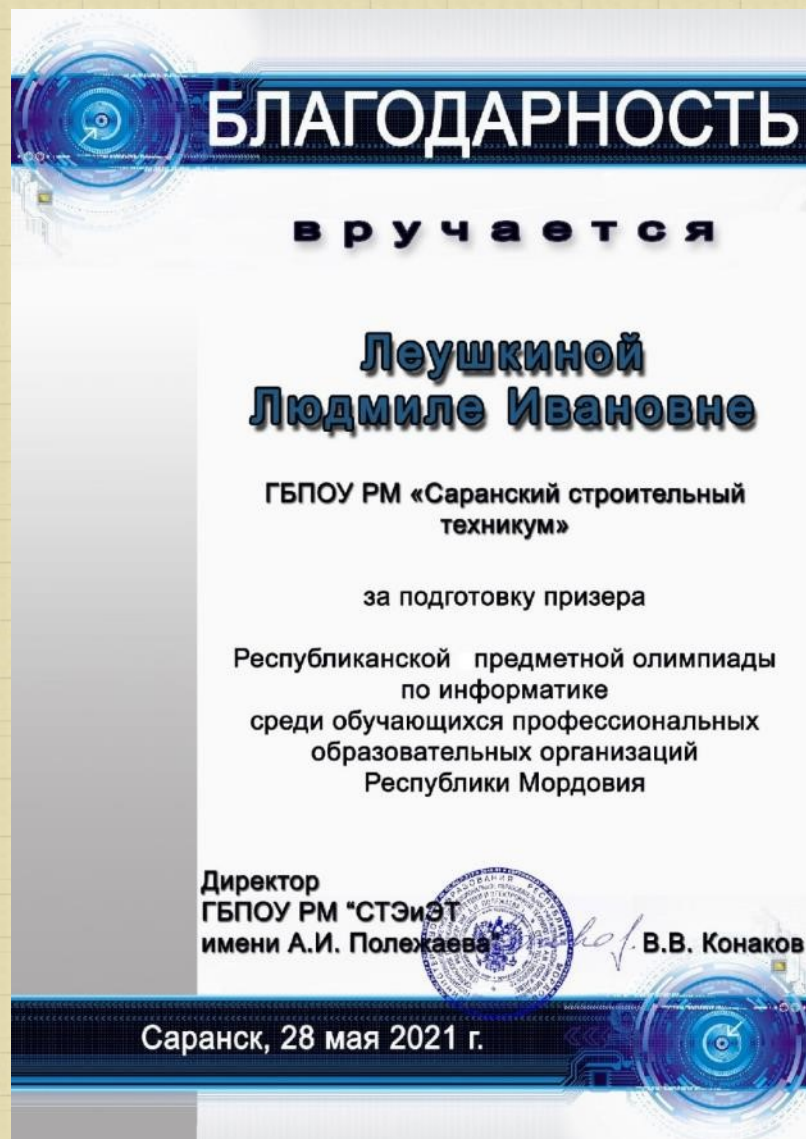 БЛАГОДАРНОСТЬ
вручается
Леушкиной
Людмиле Ивановне
ГБПОУ РМ «Саранский строительный
техникум»
за подготовку призера
Республиканской предметной олимпиады
по информатике
среди обучающихся профессиональных
образовательных организаций
Республики Мордовия
Директор
ГБПОУ РМ "СТЭиЭТ
имени А.И. Полежаева"
В.В. Конаков
Саранск, 28 мая 2021 г.